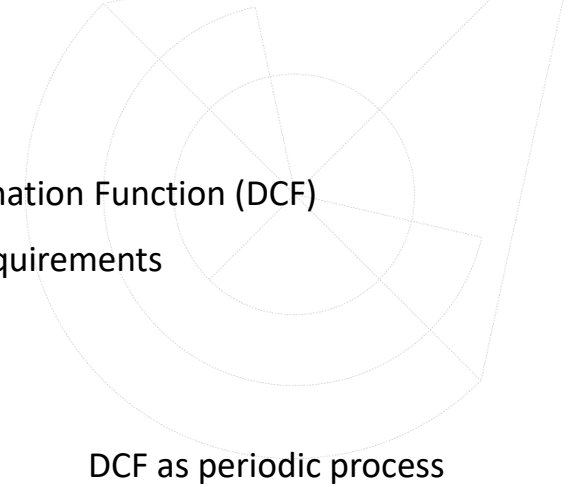 nation Function (DCF)
quirements
DCF as periodic process